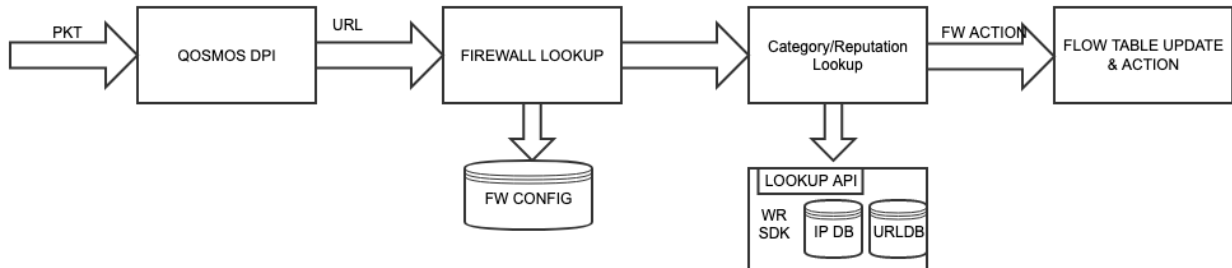 PKT
QOSMOS DPI
URL
FIREWALL LOOKUP
Category/Reputation
Lookup
FW ACTION
FLOW TABLE UPDATE
& ACTION
FW CONFIG
LOOKUP API
WR
SDK
IP DB
URLDB